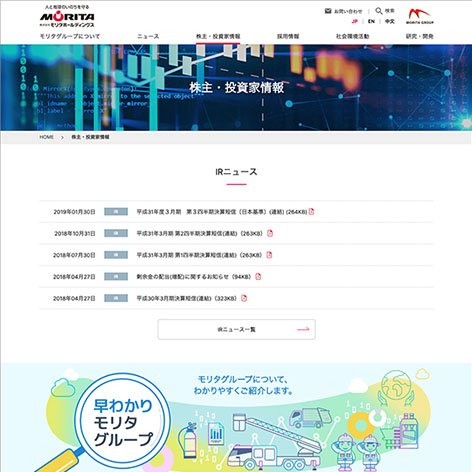 人と地球のいのちを守る
MORITA
株式会社モリタホールディングス
お問い合わせ
検索
JP | EN | 中文
MORITA GROUP
モリタグループについて
ニュース
株主・投資家情報
採用情報
社会環境活動
研究・開発
株主・投資家情報
HOME > 株主・投資家情報
IRニュース
2019年01月30日 IR 平成31年度3月期 第3四半期決算短信〔日本基準〕(連結) (264KB)
2018年10月31日 IR 平成31年3月期 第2四半期決算短信(連結) (263KB)
2018年07月30日 IR 平成31年3月期 第1四半期決算短信(連結) (263KB)
2018年04月27日 IR 剰余金の配当(増配)に関するお知らせ (94KB)
2018年04月27日 IR 平成30年3月期決算短信(連結) (323KB)
IRニュース一覧
モリタグループについて、
わかりやすくご紹介します。
早わかり
モリタ
グループ